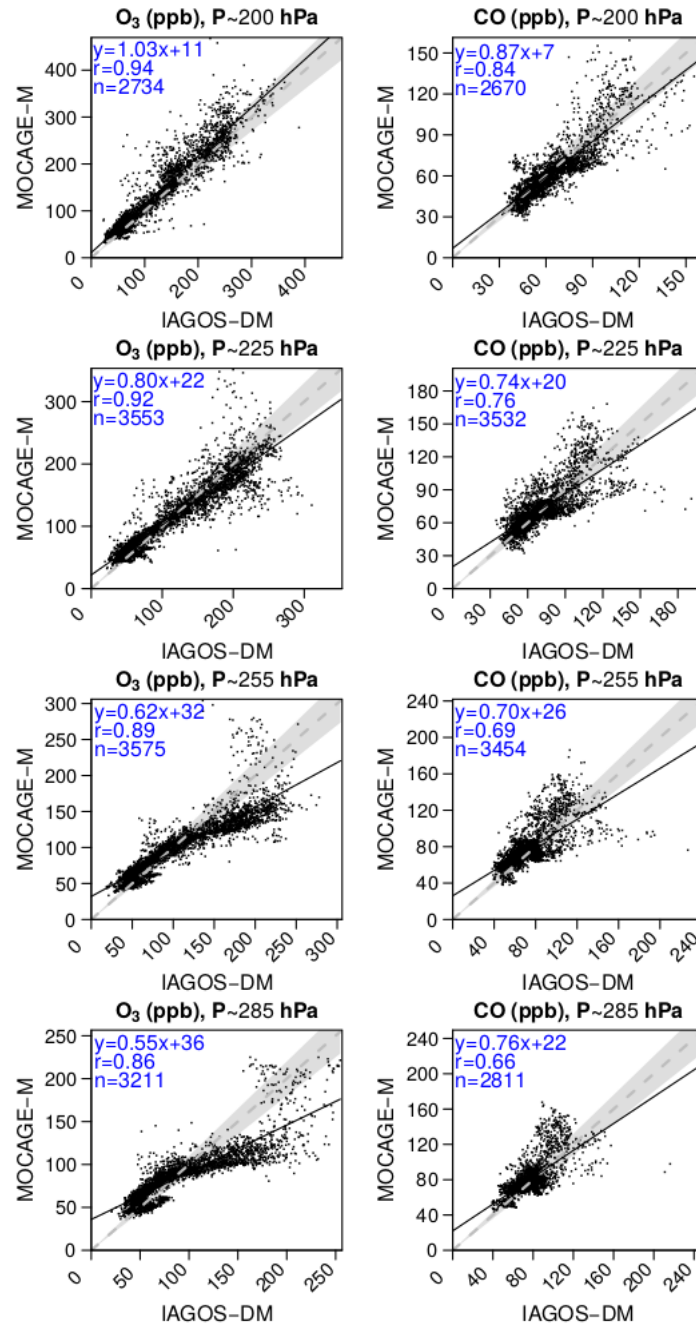 O₃ (ppb), P~200 hPa
y=1.03x+11
r=0.94
n=2734
MOCAGE−M
400
300
200
100
0
0 100 200 300 400
IAGOS−DM
CO (ppb), P~200 hPa
y=0.87x+7
r=0.84
n=2670
MOCAGE−M
150
120
90
60
30
0
0 30 60 90 120 150
IAGOS−DM
O₃ (ppb), P~225 hPa
y=0.80x+22
r=0.92
n=3553
MOCAGE−M
300
200
100
0
0 100 200 300
IAGOS−DM
CO (ppb), P~225 hPa
y=0.74x+20
r=0.76
n=3532
MOCAGE−M
180
150
120
90
60
30
0
0 30 60 90 120 150 180
IAGOS−DM
O₃ (ppb), P~255 hPa
y=0.62x+32
r=0.89
n=3575
MOCAGE−M
300
250
200
150
100
50
0
0 50 100 150 200 250 300
IAGOS−DM
CO (ppb), P~255 hPa
y=0.70x+26
r=0.69
n=3454
MOCAGE−M
240
200
160
120
80
40
0
0 40 80 120 160 200 240
IAGOS−DM
O₃ (ppb), P~285 hPa
y=0.55x+36
r=0.86
n=3211
MOCAGE−M
250
200
150
100
50
0
0 50 100 150 200 250
IAGOS−DM
CO (ppb), P~285 hPa
y=0.76x+22
r=0.66
n=2811
MOCAGE−M
240
200
160
120
80
40
0
0 40 80 120 160 200 240
IAGOS−DM